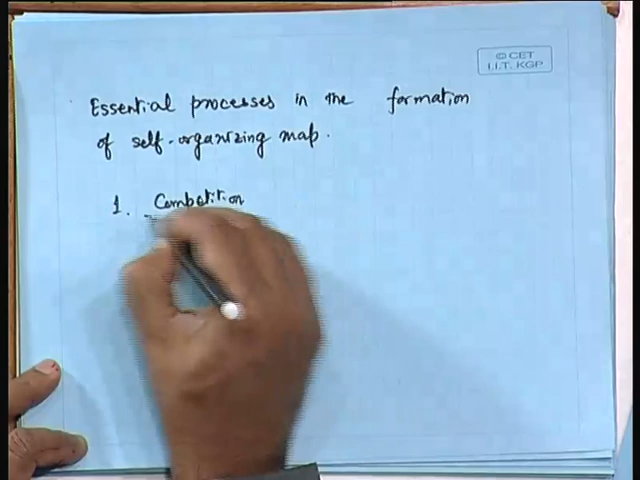 © CET
I.I.T. KGP
Essential processes in the formation
of self-organizing map.
1. Competition